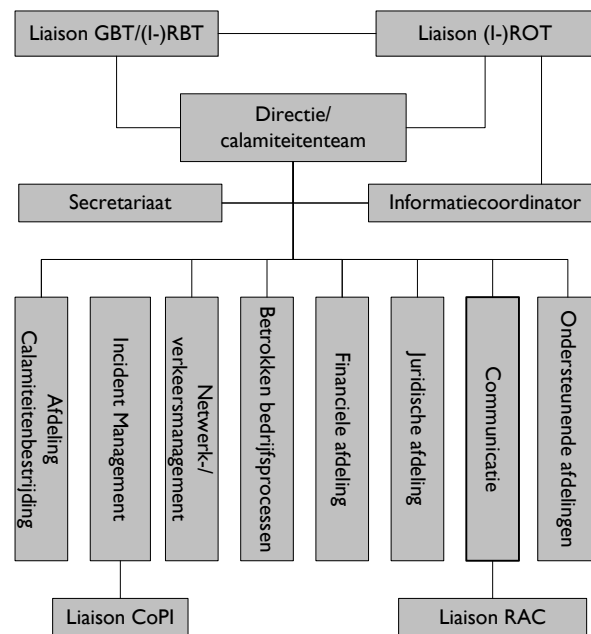 Liaison GBT/(I-)RBT
Liaison (I-)ROT
Directie/
calamiteitenteam
Secretariaat
Informatiecoordinator
Afdeling
Calamiteitenbestrijding
Incident Management
Netwerk-/
verkeersmanagement
Betrokken bedrijfsprocessen
Financiele afdeling
Juridische afdeling
Communicatie
Ondersteunende afdelingen
Liaison CoPI
Liaison RAC